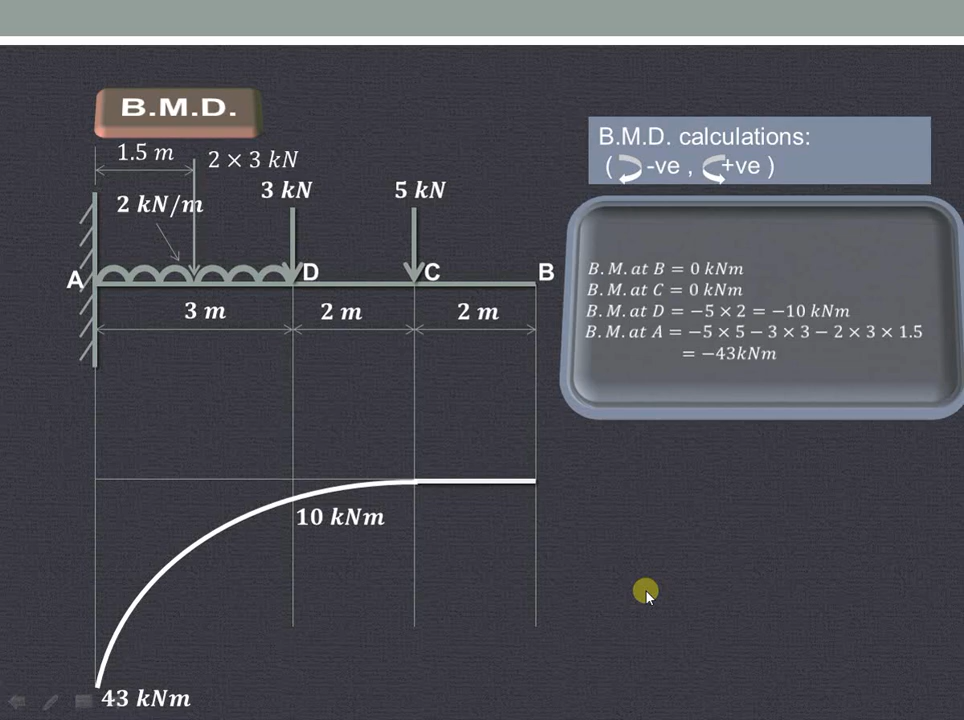 B.M.D.
1.5 m
2 × 3 kN
3 kN
5 kN
2 kN/m
A
D
C
B
3 m
2 m
2 m
B.M.D. calculations:
( -ve , +ve )
B.M.at B = 0 kNm
B.M.at C = 0 kNm
B.M.at D = −5 × 2 = −10 kNm
B.M.at A = −5 × 5 − 3 × 3 − 2 × 3 × 1.5
= −43kNm
10 kNm
43 kNm